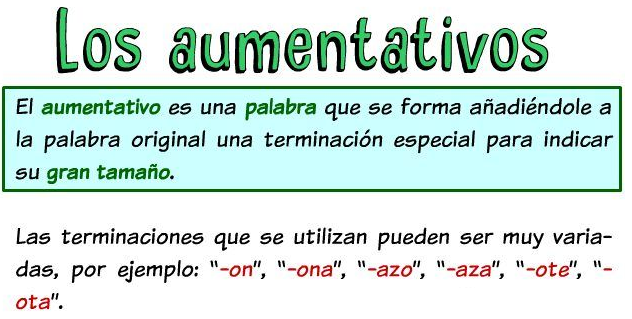 Los aumentativos
El aumentativo es una palabra que se forma añadiéndole a
la palabra original una terminación especial para indicar
su gran tamaño.
Las terminaciones que se utilizan pueden ser muy varia-
das, por ejemplo: "-on", "-ona", "-azo", "-aza", "-ote", "-
ota".